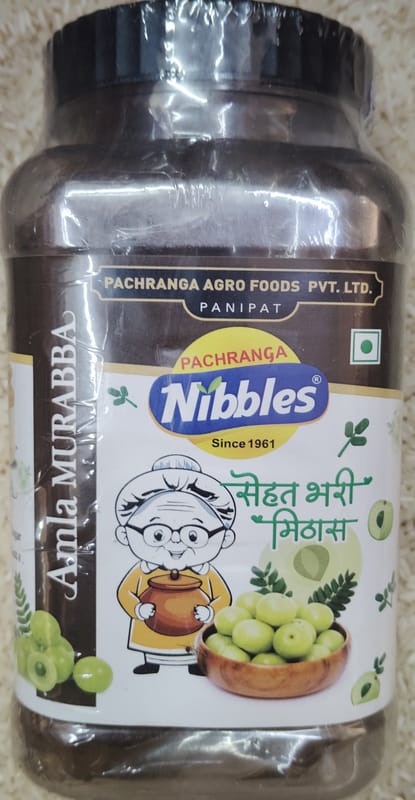 PACHRANGA AGRO FOODS PVT. LTD.
PANIPAT
PACHRANGA
Nibbles®
Since 1961
सेहत भरी
मिठास
Amla MURABBA